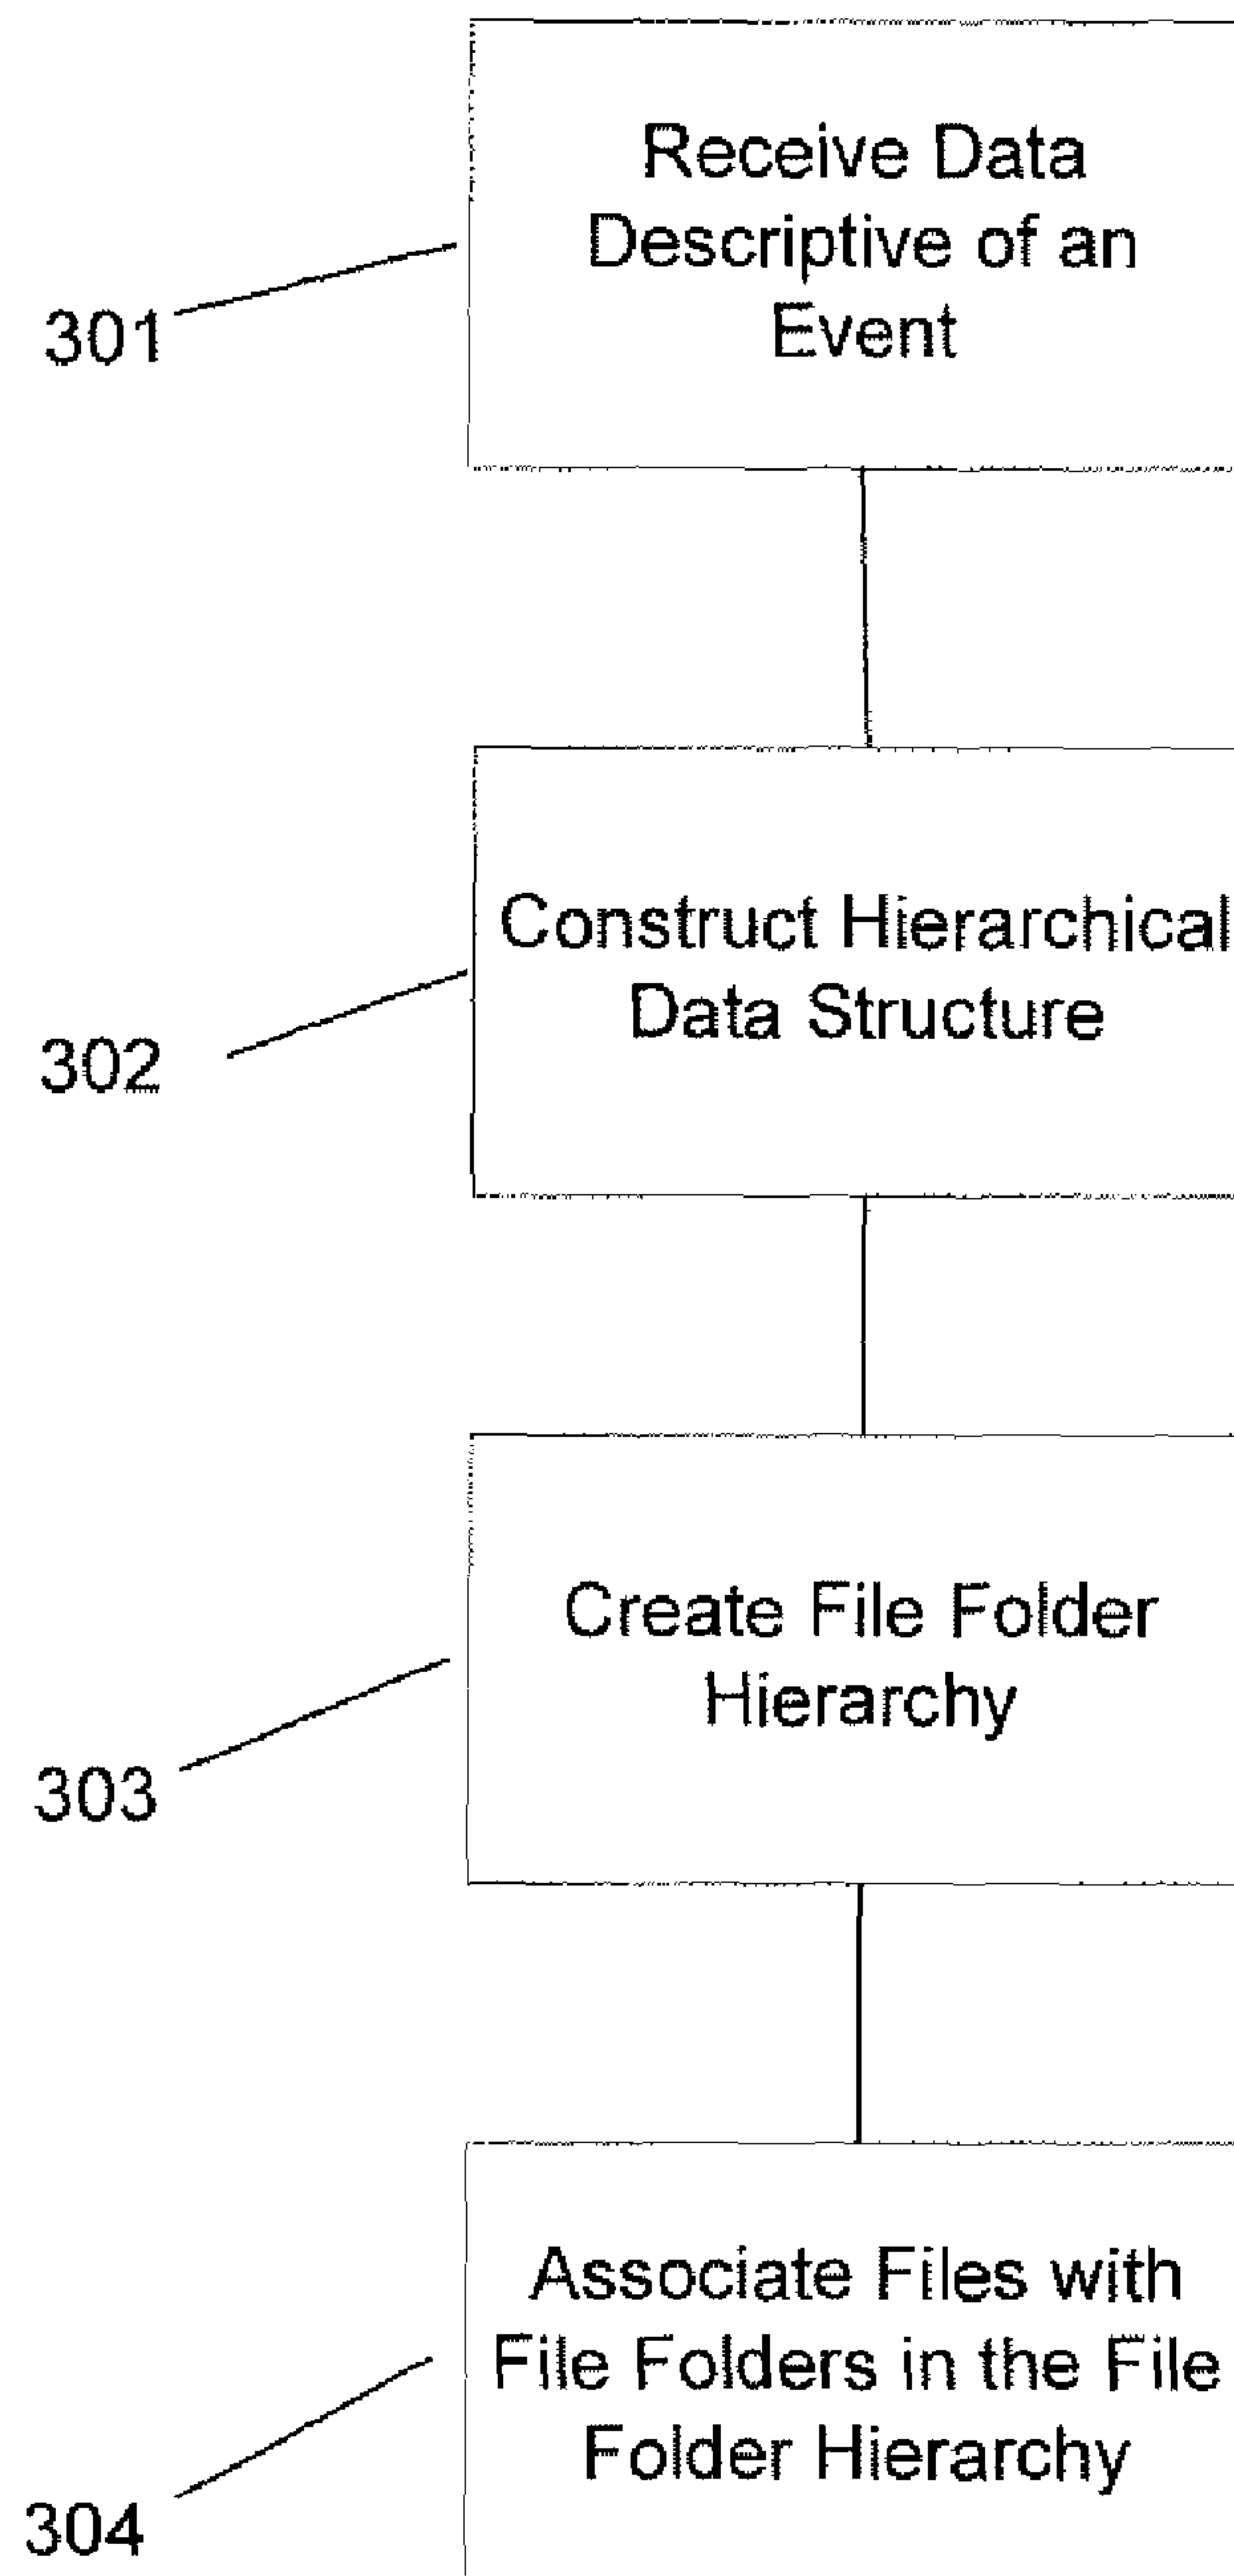 Receive Data
Descriptive of an
Event
301
Construct Hierarchical
Data Structure
302
Create File Folder
Hierarchy
303
Associate Files with
File Folders in the File
Folder Hierarchy
304